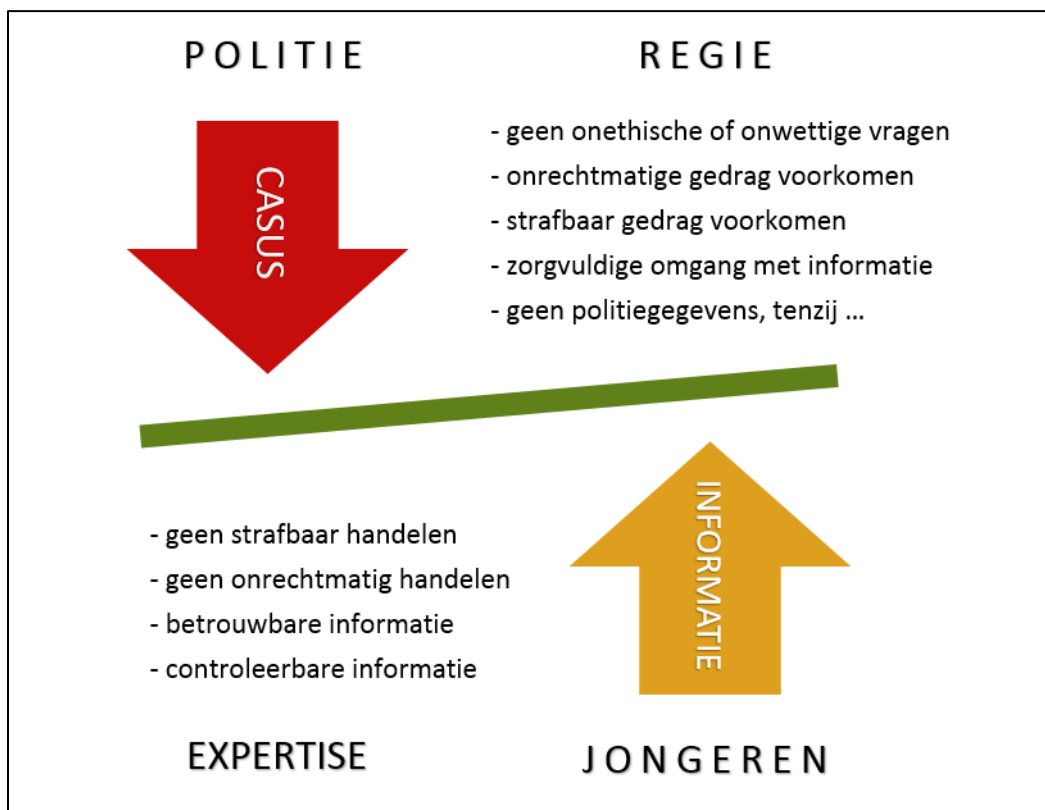 POLITIE
REGIE
CASUS
- geen onethische of onwettige vragen
- onrechtmatige gedrag voorkomen
- strafbaar gedrag voorkomen
- zorgvuldige omgang met informatie
- geen politiegegevens, tenzij ...
- geen strafbaar handelen
- geen onrechtmatig handelen
- betrouwbare informatie
- controleerbare informatie
INFORMATIE
EXPERTISE
JONGEREN